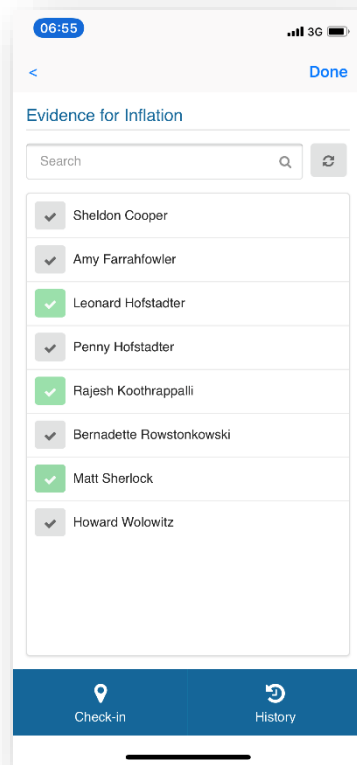 06:55
3G
<
Done
Evidence for Inflation
Search
Sheldon Cooper
Amy Farrahfowler
Leonard Hofstadter
Penny Hofstadter
Rajesh Koothrappalli
Bernadette Rowstonkowski
Matt Sherlock
Howard Wolowitz
Check-in
History